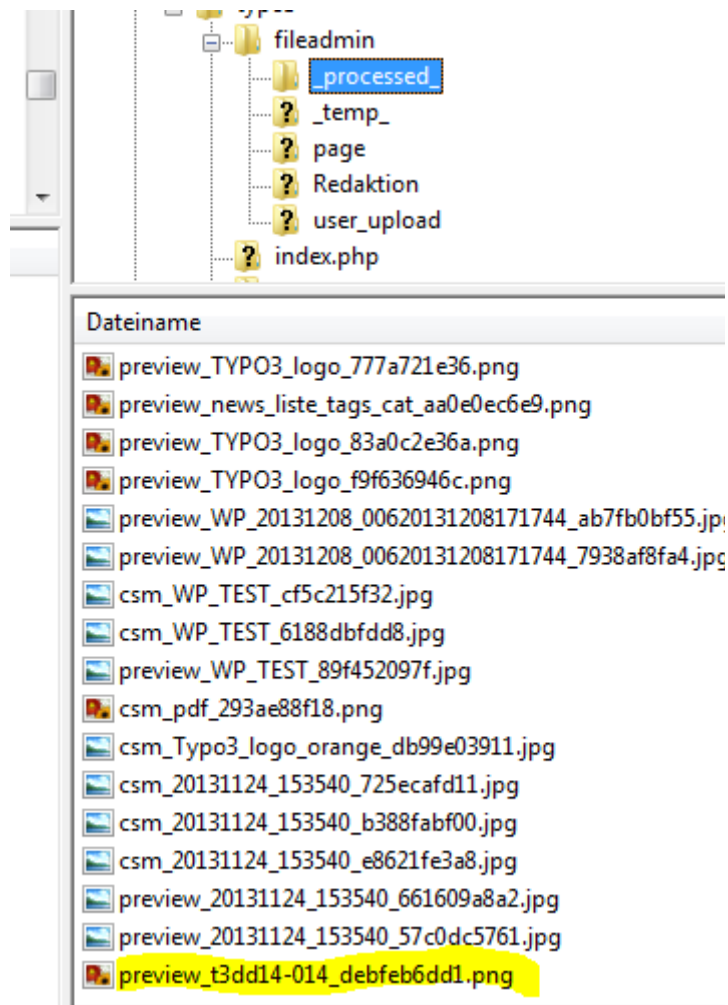 fileadmin
_processed_
_temp_
page
Redaktion
user_upload
index.php
Dateiname
preview_TYPO3_logo_777a721e36.png
preview_news_liste_tags_cat_aa0e0ec6e9.png
preview_TYPO3_logo_83a0c2e36a.png
preview_TYPO3_logo_f9f636946c.png
preview_WP_20131208_00620131208171744_ab7fb0bf55.jpg
preview_WP_20131208_00620131208171744_7938af8fa4.jpg
csm_WP_TEST_cf5c215f32.jpg
csm_WP_TEST_6188dbfdd8.jpg
preview_WP_TEST_89f452097f.jpg
csm_pdf_293ae88f18.png
csm_Typo3_logo_orange_db99e03911.jpg
csm_20131124_153540_725ecafd11.jpg
csm_20131124_153540_b388fabf00.jpg
csm_20131124_153540_e8621fe3a8.jpg
preview_20131124_153540_661609a8a2.jpg
preview_20131124_153540_57c0dc5761.jpg
preview_t3dd14-014_debfeb6dd1.png